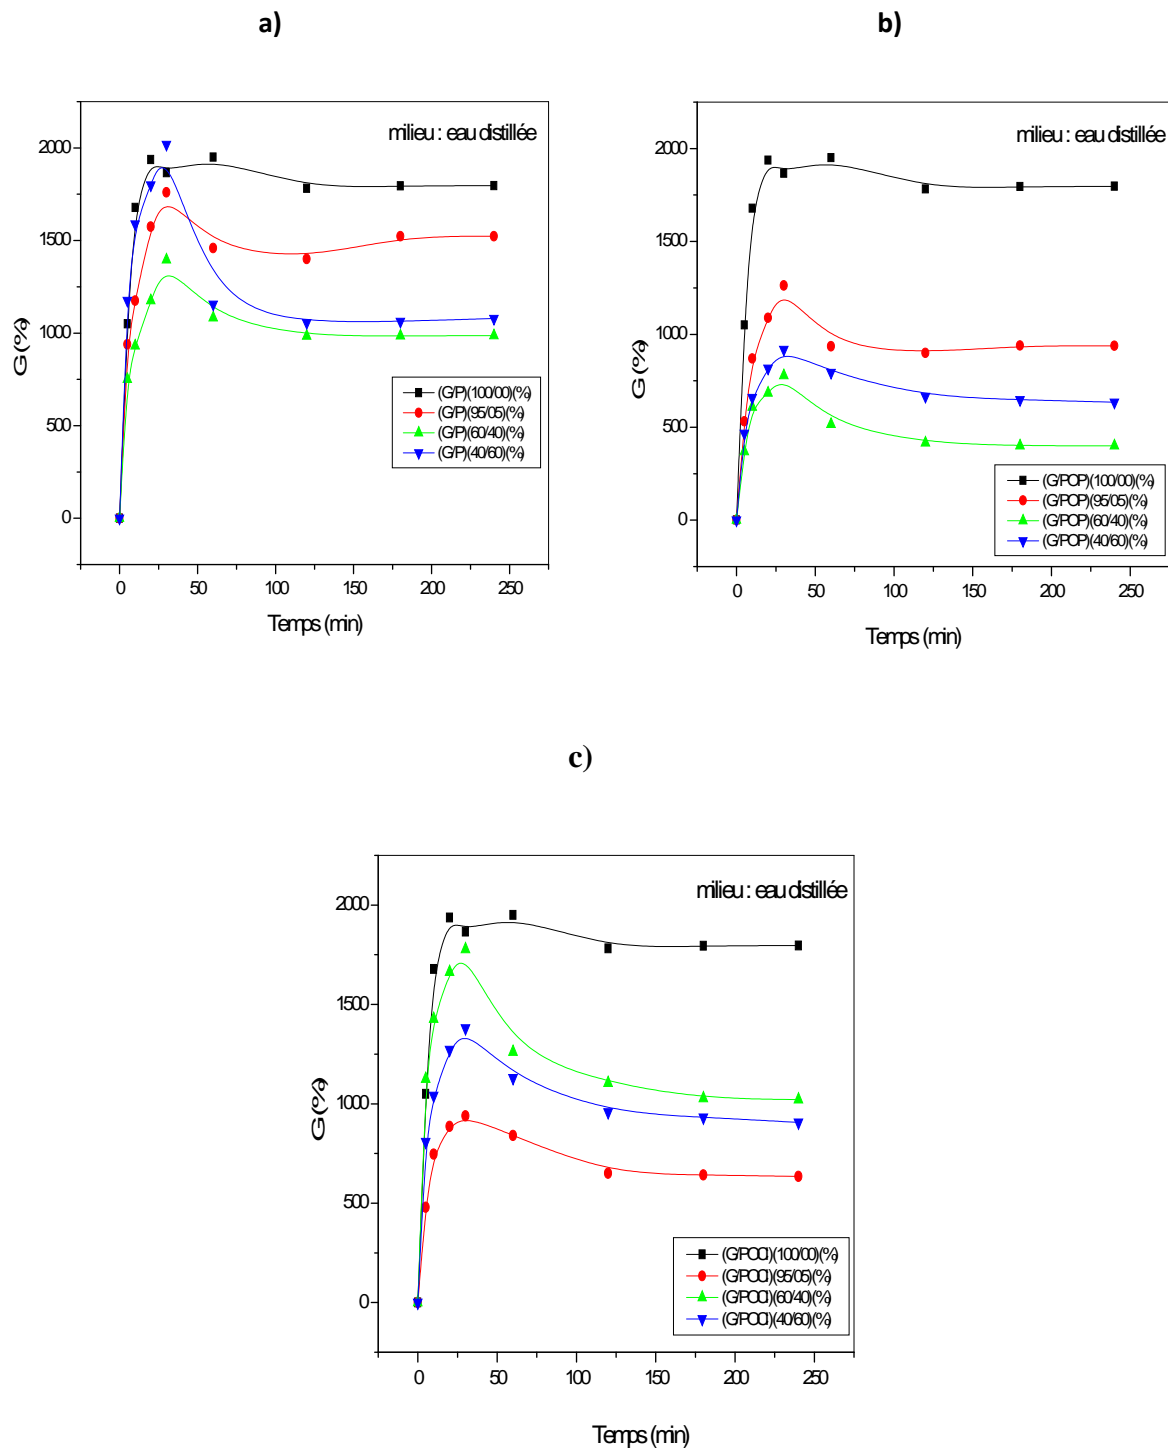 a)
b)
milieu : eau distillée
2000
1500
1000
500
0
G (%)
(G/P)(100/00)(%)
(G/P)(95/05)(%)
(G/P)(60/40)(%)
(G/P)(40/60)(%)
0 50 100 150 200 250
Temps (min)
milieu : eau distillée
2000
1500
1000
500
0
G (%)
(G/POP)(100/00)(%)
(G/POP)(95/05)(%)
(G/POP)(60/40)(%)
(G/POP)(40/60)(%)
0 50 100 150 200 250
Temps (min)
c)
milieu : eau distillée
2000
1500
1000
500
0
G (%)
(G/POCl)(100/00)(%)
(G/POCl)(95/05)(%)
(G/POCl)(60/40)(%)
(G/POCl)(40/60)(%)
0 50 100 150 200 250
Temps (min)